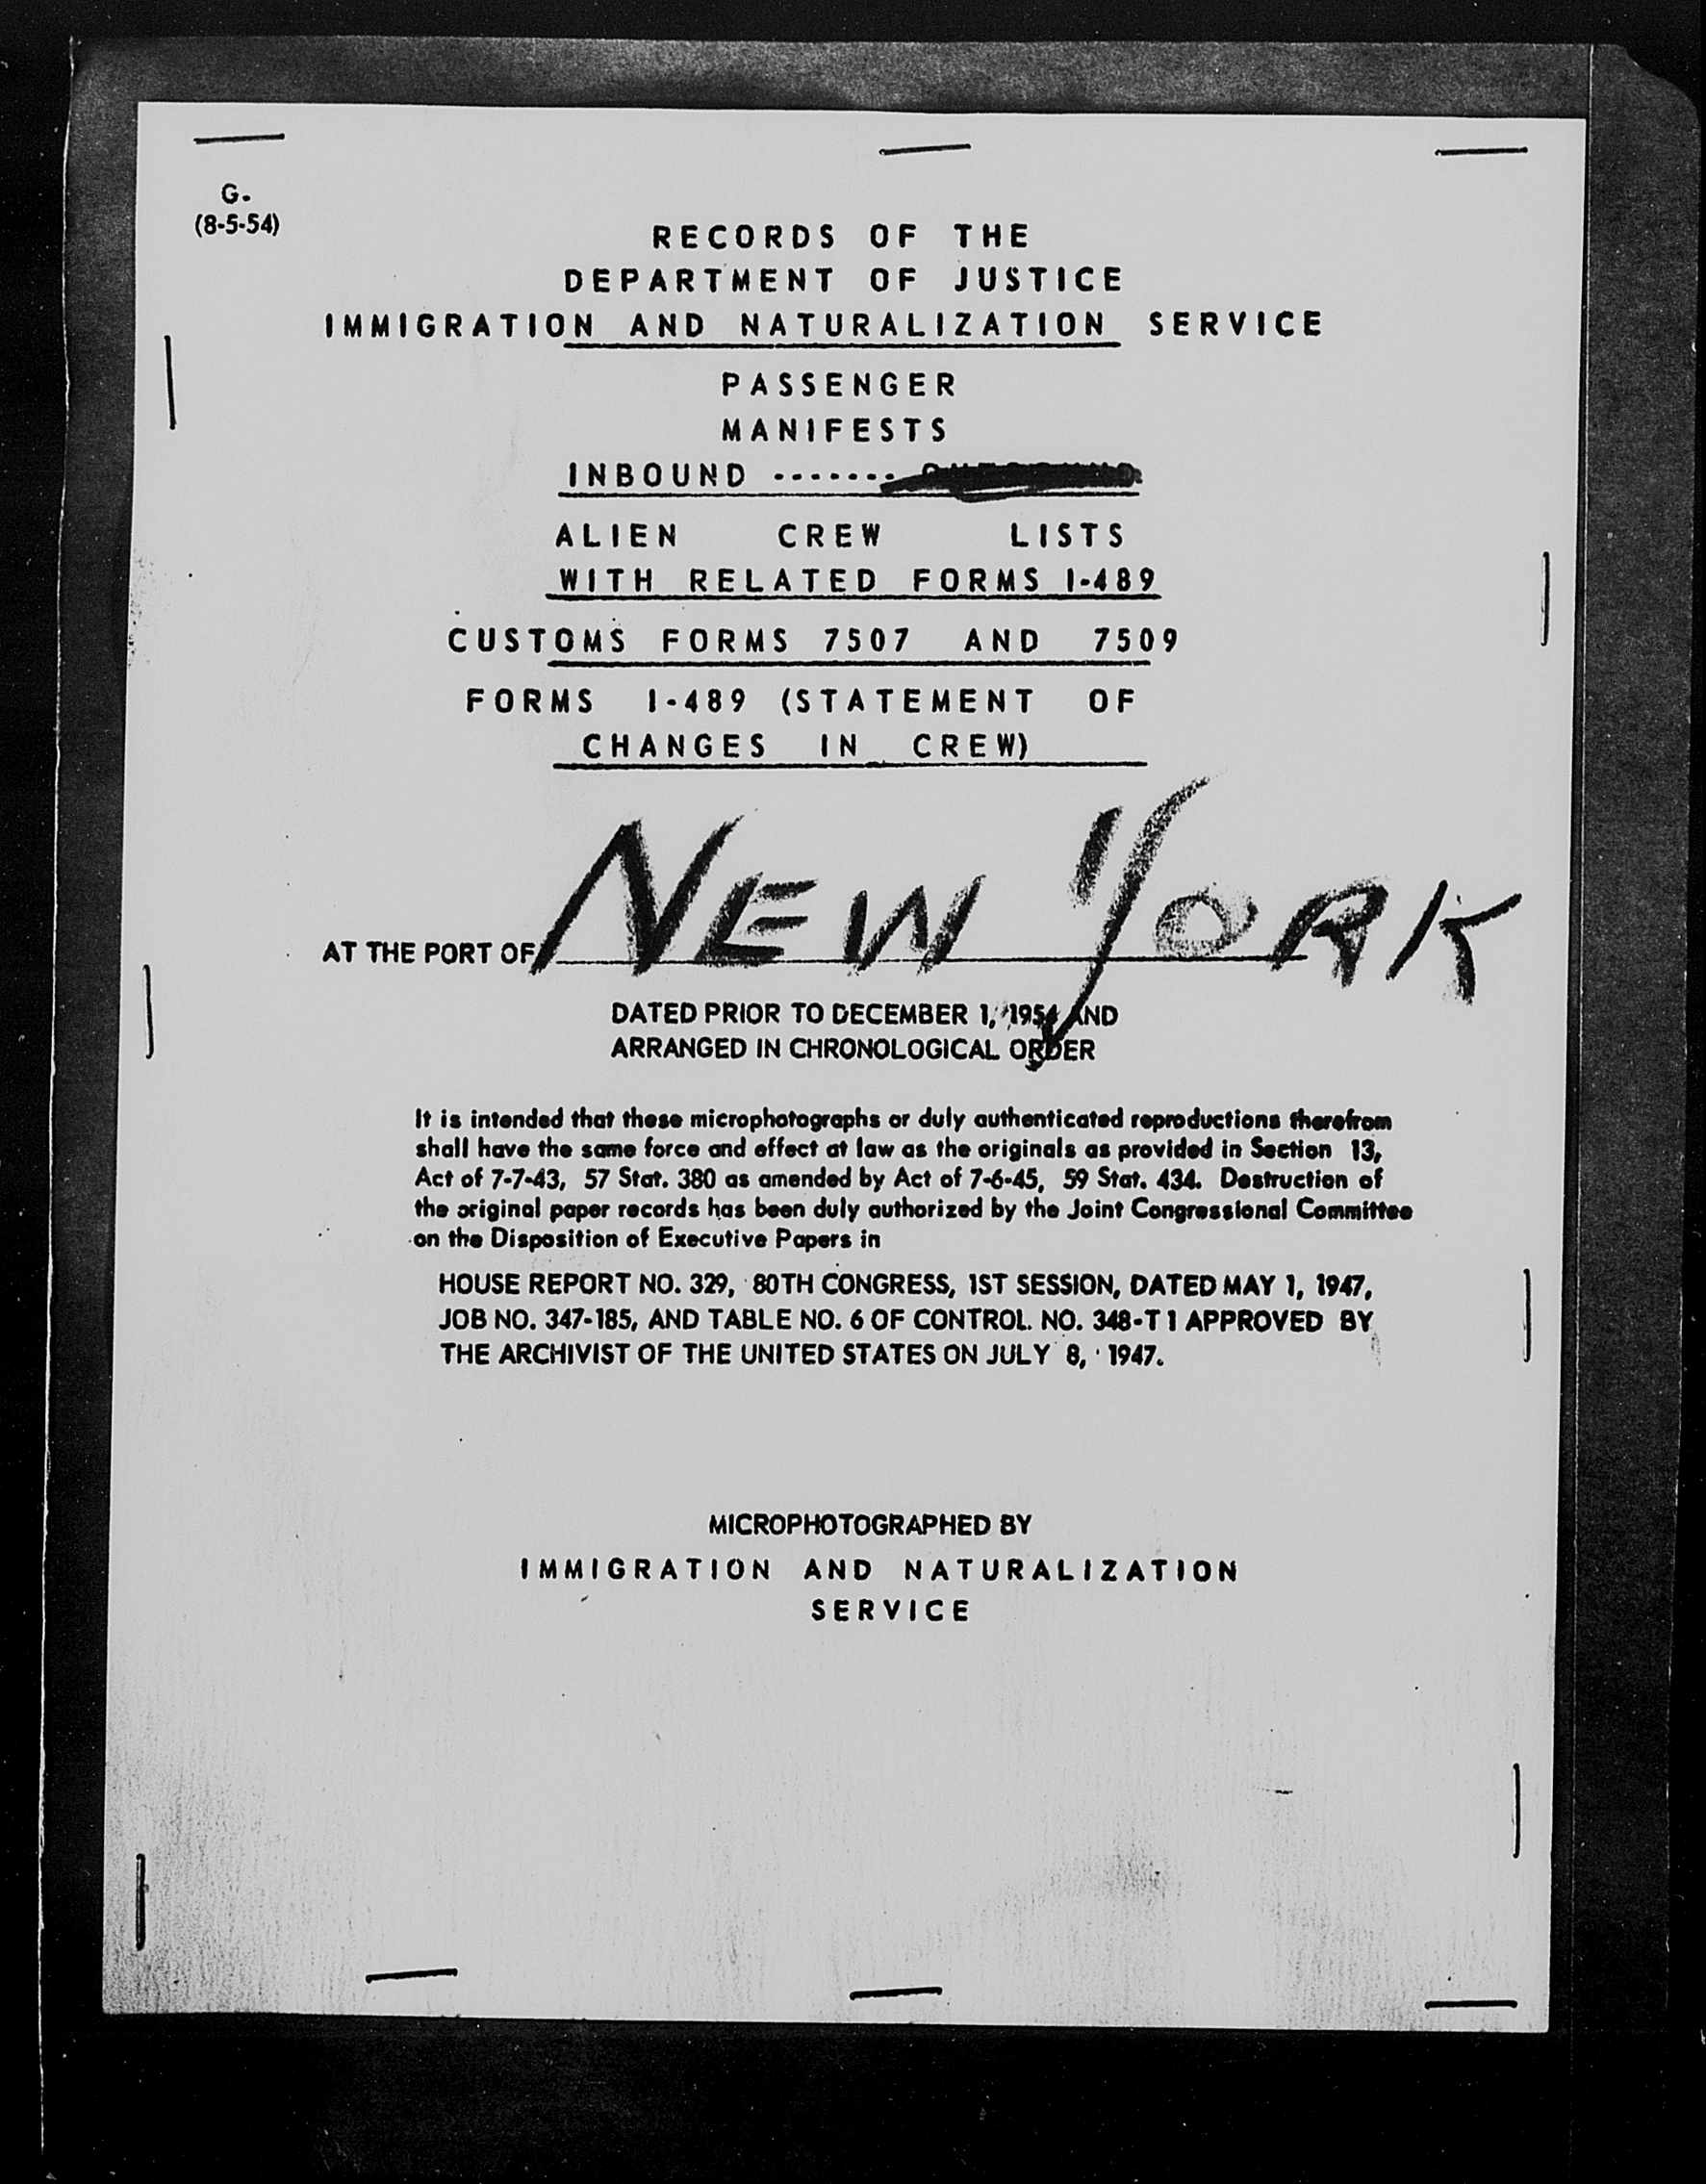 G-
(8-5-54)
RECORDS OF THE
DEPARTMENT OF JUSTICE
IMMIGRATION AND NATURALIZATION SERVICE
PASSENGER
MANIFESTS
INBOUND -------
ALIEN CREW LISTS
WITH RELATED FORMS I-489
CUSTOMS FORMS 7507 AND 7509
FORMS I-489 (STATEMENT OF
CHANGES IN CREW)
AT THE PORT OF NEW YORK
DATED PRIOR TO DECEMBER 1, 1954 AND
ARRANGED IN CHRONOLOGICAL ORDER
It is intended that these microphotographs or duly authenticated reproductions therefrom
shall have the same force and effect at law as the originals as provided in Section 13,
Act of 7-7-43, 57 Stat. 380 as amended by Act of 7-6-45, 59 Stat. 434. Destruction of
the original paper records has been duly authorized by the Joint Congressional Committee
on the Disposition of Executive Papers in
HOUSE REPORT NO. 329, 80TH CONGRESS, 1ST SESSION, DATED MAY 1, 1947,
JOB NO. 347-185, AND TABLE NO. 6 OF CONTROL NO. 348-T1 APPROVED BY
THE ARCHIVIST OF THE UNITED STATES ON JULY 8, 1947.
MICROPHOTOGRAPHED BY
IMMIGRATION AND NATURALIZATION
SERVICE